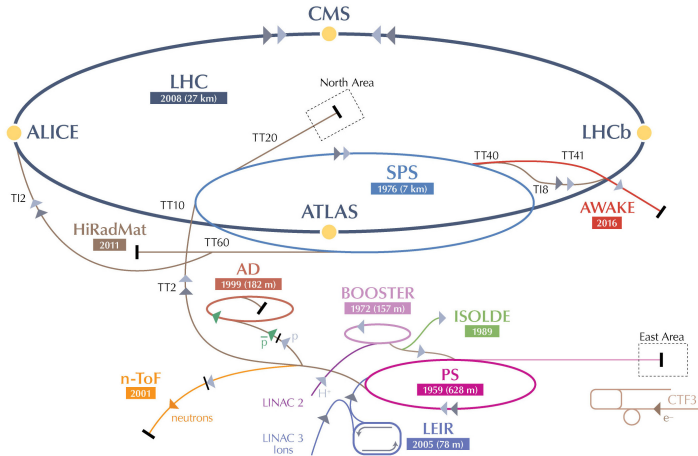 CMS
LHC
2008 (27 km)
North Area
ALICE
TT20
LHCb
TT40
TT41
SPS
1976 (7 km)
TI8
TI2
TT10
AWAKE
2016
ATLAS
HiRadMat
2011
TT60
AD
1999 (182 m)
TT2
BOOSTER
1972 (157 m)
ISOLDE
1989
p
p
East Area
n-ToF
2001
PS
1959 (628 m)
LINAC 2
H⁺
neutrons
CTF3
e⁻
LEIR
2005 (78 m)
LINAC 3
Ions